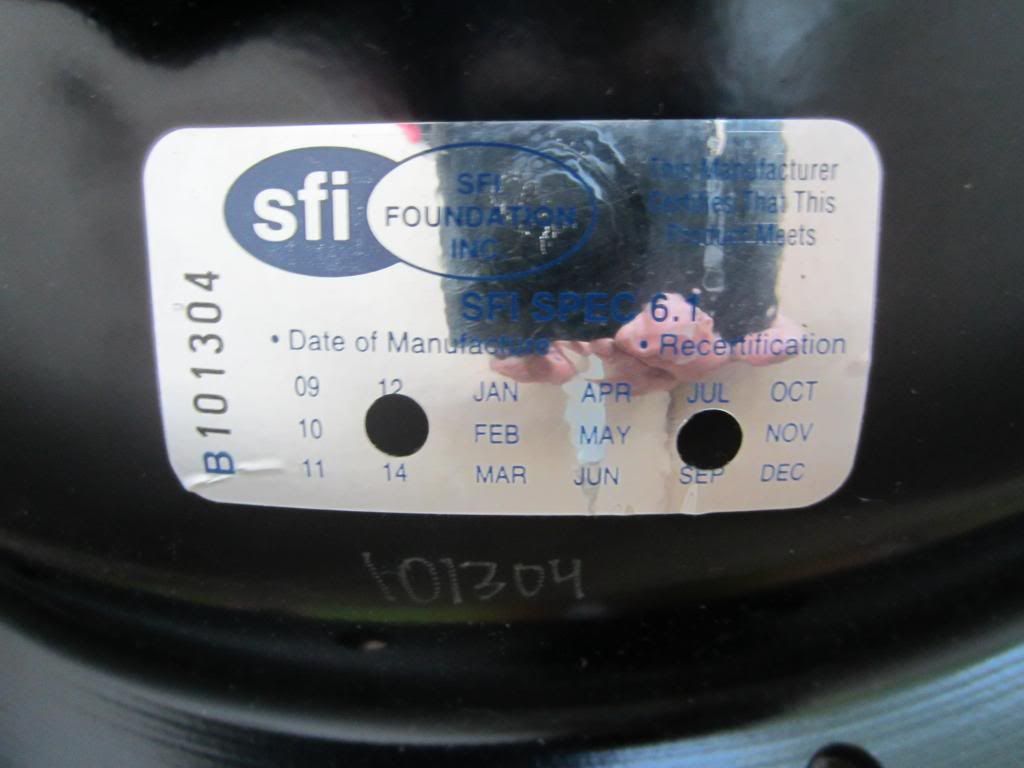 sfi
SFI
FOUNDATION
INC.
This Manufacturer
Certifies That This
Product Meets
SFI SPEC 6.1
• Date of Manufacture • Recertification
09 12 JAN APR JUL OCT
10 FEB MAY NOV
11 14 MAR JUN SEP DEC
B101304
101304